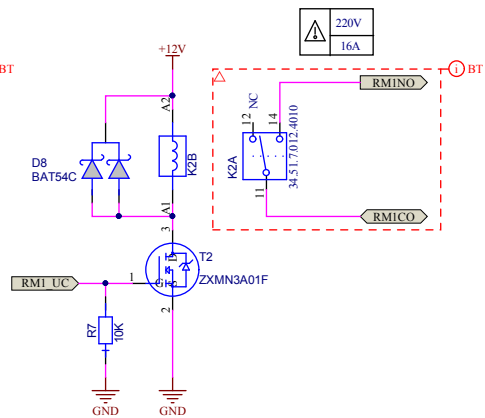 220V
16A
+12V
BT
BT
i
RM1NO
A2
NC
12
14
D8
BAT54C
K2B
K2A
34.51.7.012.4010
11
A1
RM1CO
3
T2
D
ZXMN3A01F
RM1_UC
1
G
S
2
R7
10K
GND
GND